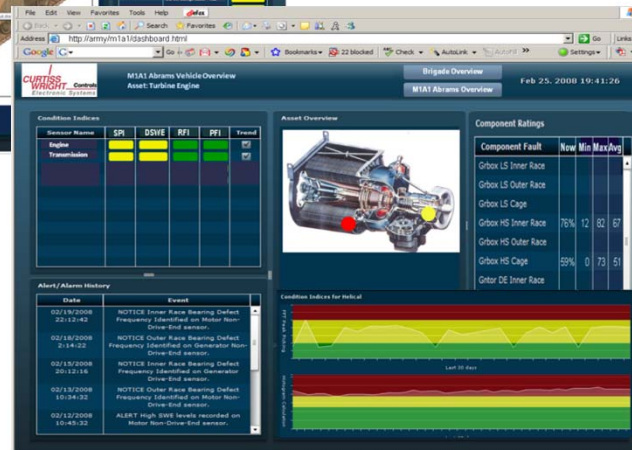 File Edit View Favorites Tools Help
Back Search Favorites
Address http://army/m1a1/dashboard.html Go Links
Google G Go Bookmarks 22 blocked Check AutoLink AutoFill Settings
CURTISS
WRIGHT Controls
Electronic Systems
M1A1 Abrams Vehicle Overview
Asset: Turbine Engine
Brigade Overview
M1A1 Abrams Overview
Feb 25. 2008 19:41:26
Condition Indices
Sensor Name SPI DSWE RFI PFI Trend
Engine
Transmission
Asset Overview
Component Ratings
Component Fault Now Min Max Avg
Grbox LS Inner Race
Grbox LS Outer Race
Grbox LS Cage
Grbox HS Inner Race 76% 12 82 67
Grbox HS Outer Race
Grbox HS Cage 59% 0 73 51
Gntor DE Inner Race
Alert/Alarm History
Date Event
02/19/2008 22:12:42 NOTICE Inner Race Bearing Defect
Frequency Identified on Motor Non-
Drive-End sensor.
02/18/2008 2:14:22 NOTICE Outer Race Bearing Defect
Frequency Identified on Generator Non-
Drive-End sensor.
02/15/2008 20:12:16 NOTICE Inner Race Bearing Defect
Frequency Identified on Generator
Drive-End sensor.
02/13/2008 10:34:32 NOTICE Outer Race Bearing Defect
Frequency Identified on Motor Non-
Drive-End sensor.
02/12/2008 10:45:32 ALERT High SWE levels recorded on
Motor Non-Drive-End sensor.
Condition Indices for Helical
Last 30 days